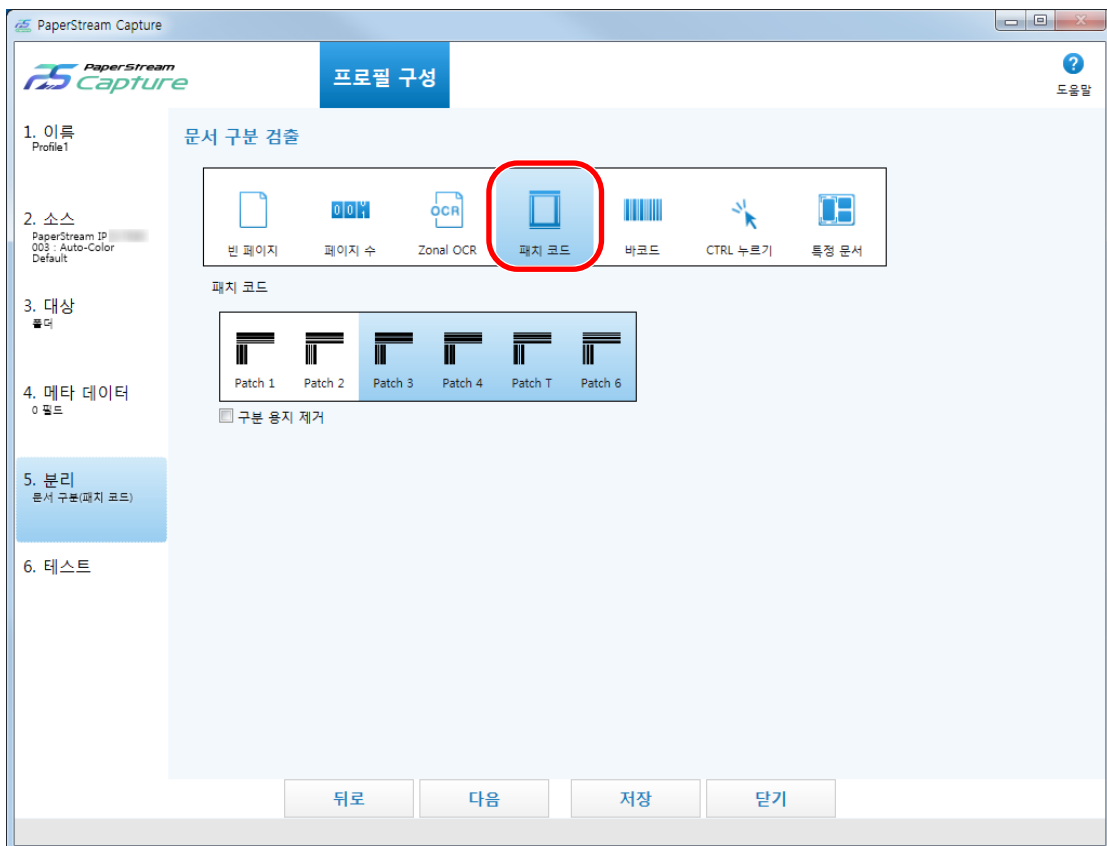 PaperStream Capture
PaperStream
Capture
프로필 구성
도움말
1. 이름
Profile1
2. 소스
PaperStream IP
003 : Auto-Color
Default
3. 대상
폴더
4. 메타 데이터
0 필드
5. 분리
문서 구분(패치 코드)
6. 테스트
문서 구분 검출
빈 페이지
페이지 수
OCR
Zonal OCR
패치 코드
바코드
CTRL 누르기
특정 문서
패치 코드
Patch 1
Patch 2
Patch 3
Patch 4
Patch T
Patch 6
구분 용지 제거
뒤로
다음
저장
닫기